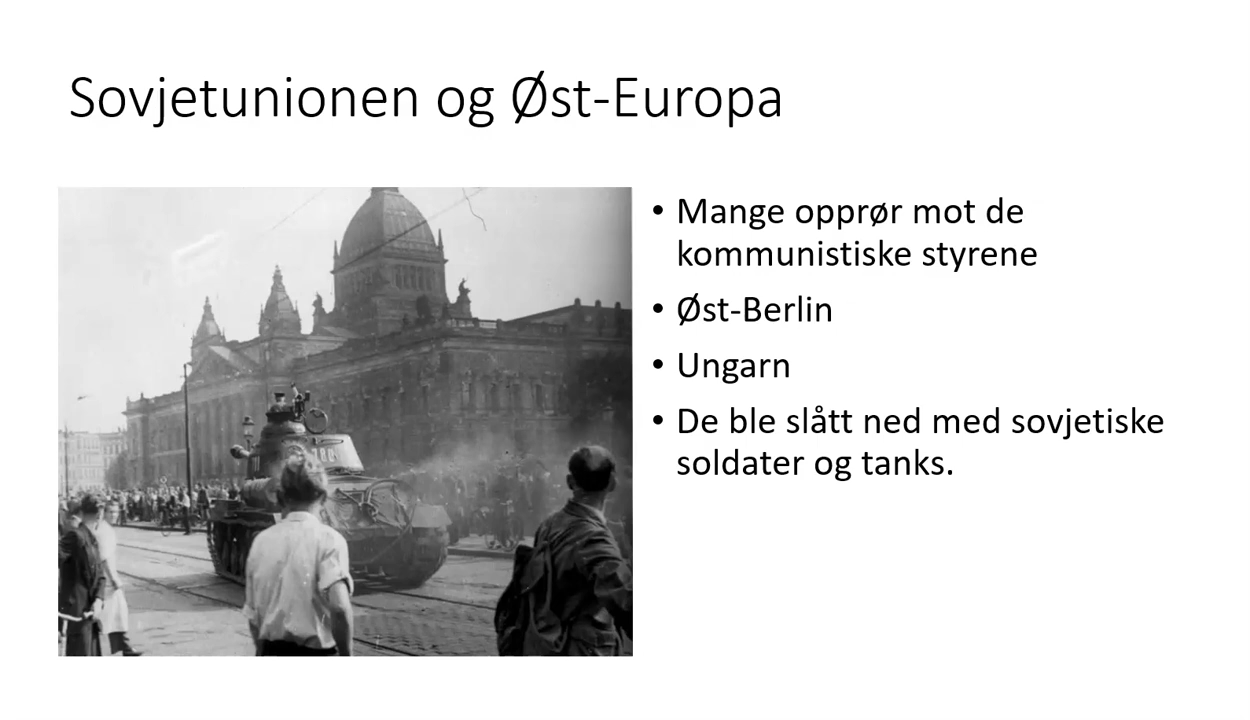 Sovjetunionen og Øst-Europa
• Mange opprør mot de
kommunistiske styrene
• Øst-Berlin
• Ungarn
• De ble slått ned med sovjetiske
soldater og tanks.